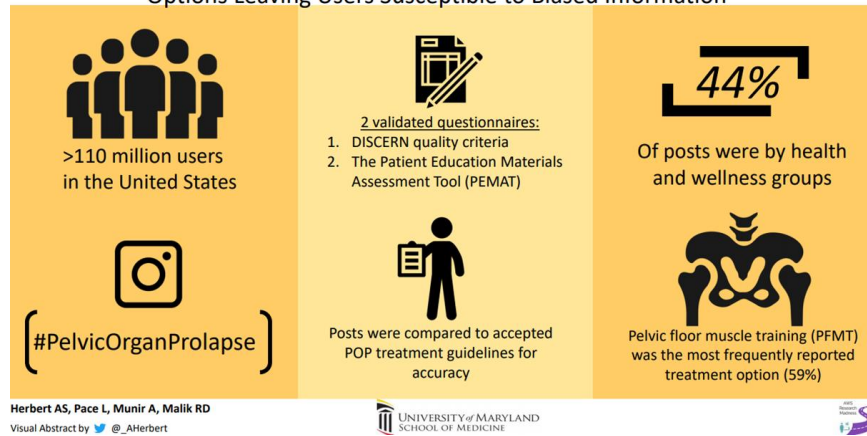 Options Leaving Users Susceptible to Biased Information
>110 million users
in the United States
#PelvicOrganProlapse
2 validated questionnaires:
1. DISCERN quality criteria
2. The Patient Education Materials
Assessment Tool (PEMAT)
Posts were compared to accepted
POP treatment guidelines for
accuracy
44%
Of posts were by health
and wellness groups
Pelvic floor muscle training (PFMT)
was the most frequently reported
treatment option (59%)
Herbert AS, Pace L, Munir A, Malik RD
Visual Abstract by @_AHerbert
UNIVERSITY of MARYLAND
SCHOOL OF MEDICINE
AWS
Research
Madness